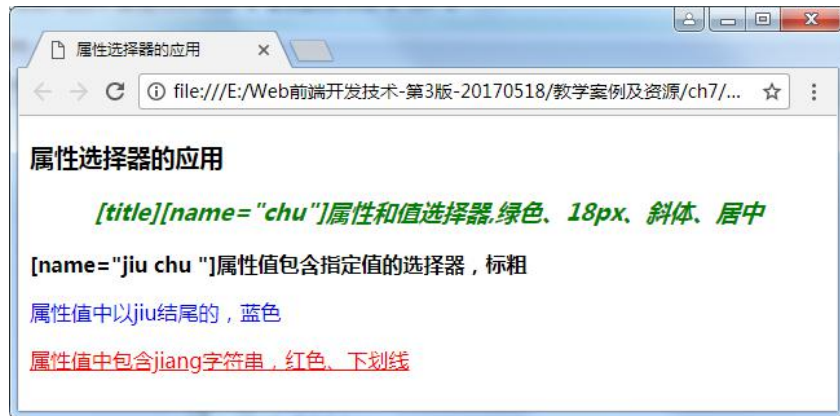 属性选择器的应用
file:///E:/Web前端开发技术-第3版-20170518/教学案例及资源/ch7/...
属性选择器的应用
[title][name="chu"]属性和值选择器,绿色、18px、斜体、居中
[name="jiu chu "]属性值包含指定值的选择器，标粗
属性值中以jiu结尾的，蓝色
属性值中包含jiang字符串，红色、下划线